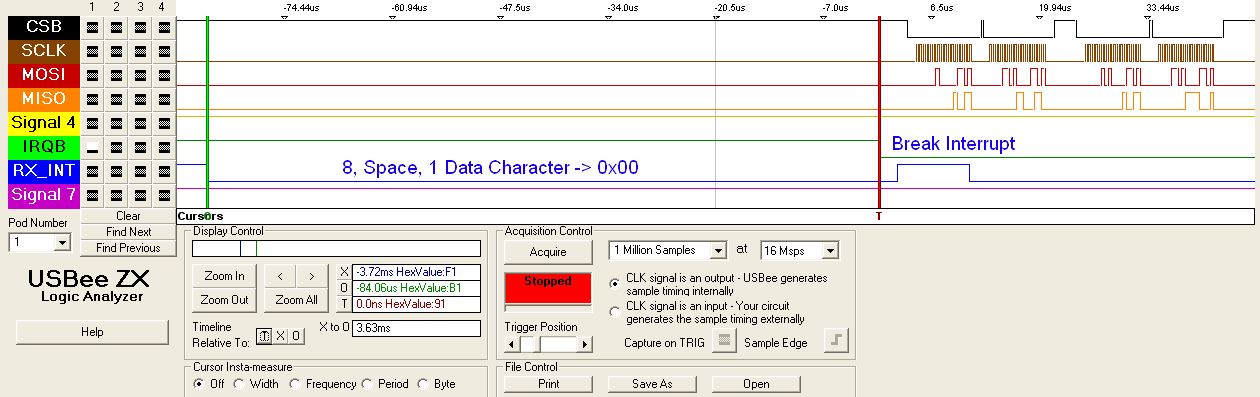 1 2 3 4
-74.44us -60.94us -47.5us -34.0us -20.5us -7.0us 6.5us 19.94us 33.44us
CSB
SCLK
MOSI
MISO
Signal 4
IRQB
Break Interrupt
RX_INT
8, Space, 1 Data Character -> 0x00
Signal 7
Clear
Cursors
T
Pod Number
1
Find Next
Find Previous
USBee ZX
Logic Analyzer
Help
Display Control
Zoom In < >
Zoom Out Zoom All
X -3.72ms HexValue:F1
O -84.06us HexValue:B1
T 0.0ns HexValue:91
Timeline
Relative To: T X O
X to O 3.63ms
Cursor Insta-measure
Off Width Frequency Period Byte
Acquisition Control
Acquire 1 Million Samples at 16 Msps
Stopped
CLK signal is an output - USBee generates
sample timing internally
CLK signal is an input - Your circuit
generates the sample timing externally
Trigger Position
Capture on TRIG Sample Edge
File Control
Print Save As Open